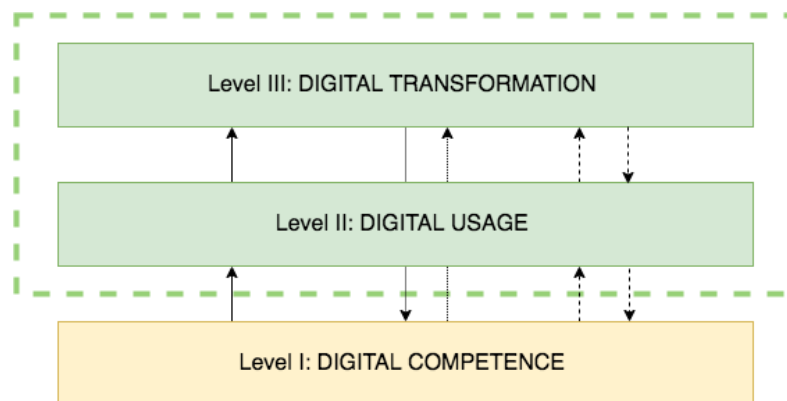 Level III: DIGITAL TRANSFORMATION
Level II: DIGITAL USAGE
Level I: DIGITAL COMPETENCE